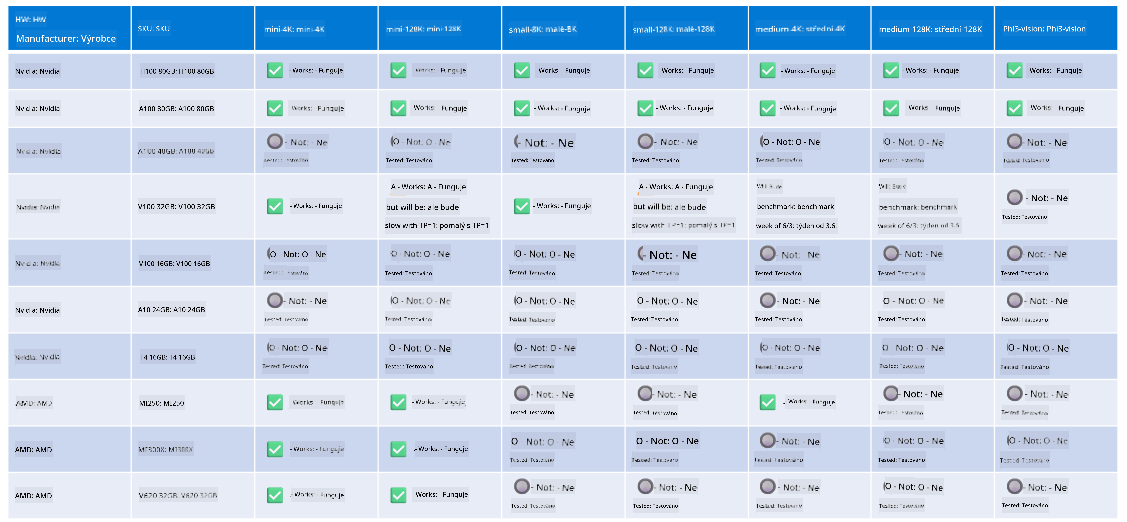 HW: HW
Manufacturer: Výrobce
SKU: SKU
mini-4K: mini-4K
mini-128K: mini-128K
small-8K: malé-8K
small-128K: malé-128K
medium-4K: střední-4K
medium 128K: střední 128K
Phi3-vision: Phi3-vision
Nvidia: Nvidia
H100 80GB: H100 80GB
✅ - Works: - Funguje
✅ Works: Funguje
✅ Works: Funguje
✅ Works: Funguje
✅ - Works: - Funguje
✅ Works: Funguje
✅ Works: Funguje
Nvidia: Nvidia
A100 80GB: A100 80GB
✅ Works: Funguje
✅ Works: - Funguje
✅ - Works: - Funguje
✅ - Works: - Funguje
✅ - Works: - Funguje
✅ Works: Funguje
✅ Works: - Funguje
Nvidia: Nvidia
A100 40GB: A100 40GB
- Not: - Ne
Tested: Testováno
(O - Not: O - Ne
Tested: Testováno
(- Not: - Ne
Tested: Testováno
- Not: - Ne
Tested: Testováno
(O - Not: O - Ne
Tested: Testováno
O - Not: O - Ne
Tested: Testováno
- Not: - Ne
Tested: Testováno
Nvidia: Nvidia
V100 32GB: V100 32GB
✅ - Works: - Funguje
A - Works: A - Funguje
but will be: ale bude
slow with TP=1: pomalý s TP=1
✅ - Works: - Funguje
A - Works: A - Funguje
but will be: ale bude
slow with TP=1: pomalý s TP=1
benchmark: benchmark
week of 6/3: týden od 3.6
benchmark: benchmark
week of 6/3: týden od 3.6
- Not: - Ne
Tested: Testováno
Nvidia: Nvidia
V100 16GB: V100 16GB
(O - Not: O - Ne
Tested: Testováno
O - Not: O - Ne
Tested: Testováno
(O - Not: O - Ne
Tested: Testováno
(- Not: - Ne
Tested: Testováno
- Not: - Ne
Tested: Testováno
- Not: - Ne
Tested: Testováno
- Not: - Ne
Tested: Testováno
Nvidia: Nvidia
A10 24GB: A10 24GB
- Not: - Ne
Tested: Testováno
(O - Not: O - Ne
Tested: Testováno
(O - Not: O - Ne
Tested: Testováno
(O - Not: O - Ne
Tested: Testováno
- Not: - Ne
Tested: Testováno
O - Not: O - Ne
Tested: Testováno
- Not: - Ne
Tested: Testováno
Nvidia: Nvidia
T4 16GB: T4 16GB
(O - Not: O - Ne
Tested: Testováno
(O - Not: O - Ne
Tested: Testováno
(O - Not: O - Ne
Tested: Testováno
(O - Not: O - Ne
Tested: Testováno
(O - Not: O - Ne
Tested: Testováno
O - Not: O - Ne
Tested: Testováno
(O - Not: O - Ne
Tested: Testováno
AMD: AMD
MI250: MI250
✅ Works: - Funguje
✅ - Works: Funguje
- Not: - Ne
Tested: Testováno
- Not: - Ne
Tested: Testováno
✅ - Works: Funguje
- Not: - Ne
Tested: Testováno
- Not: - Ne
Tested: Testováno
AMD: AMD
MI300X: MI300X
✅ - Works: - Funguje
✅ - Works: - Funguje
O Not: O - Ne
Tested: Testováno
O - Not: O - Ne
Tested: Testováno
- Not: - Ne
Tested: Testováno
O - Not: O - Ne
Tested: Testováno
(O - Not: O - Ne
Tested: Testováno
AMD: AMD
V620 32GB: V620 32GB
✅ - Works: - Funguje
✅ Works: - Funguje
- Not: - Ne
Tested: Testováno
- Not: - Ne
Tested: Testováno
- Not: - Ne
Tested: Testováno
(O - Not: O - Ne
Tested: Testováno
- Not: - Ne
Tested: Testováno